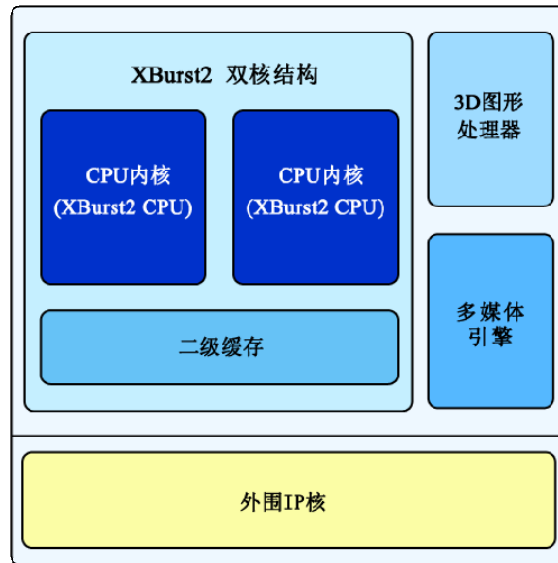 XBurst2 双核结构
CPU内核
(XBurst2 CPU)
CPU内核
(XBurst2 CPU)
二级缓存
3D图形
处理器
多媒体
引擎
外围IP核